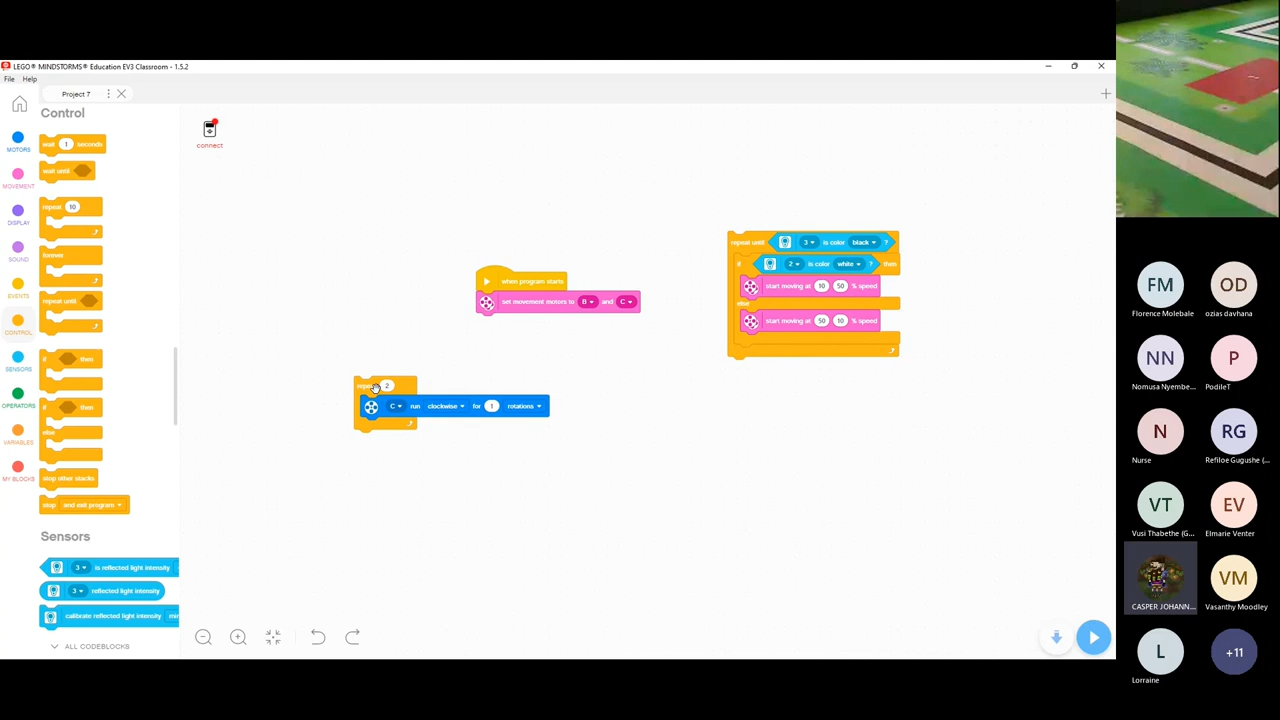 LEGO® MINDSTORMS® Education EV3 Classroom - 1.5.2
File Help
Project 7
Control
connect
MOTORS
MOVEMENT
DISPLAY
SOUND
EVENTS
CONTROL
SENSORS
OPERATORS
VARIABLES
MY BLOCKS
wait 1 seconds
wait until
repeat 10
forever
repeat until
if then
if then
else
stop other stacks
stop and exit program
Sensors
3 is reflected light intensity
3 reflected light intensity
calibrate reflected light intensity
ALL CODEBLOCKS
when program starts
set movement motors to B and C
2
C run clockwise for 1 rotations
repeat until 3 is color black ?
if 2 is color white ? then
start moving at 10 50 % speed
else
start moving at 50 10 % speed
FM OD
Florence Molebale ozias davhana
NN P
Nomusa Nyembe... PodileT
N RG
Nurse Refiloe Gugushe (...
VT EV
Vusi Thabethe (G... Elmarie Venter
VM
CASPER JOHANN... Vasanthy Moodley
L +11
Lorraine